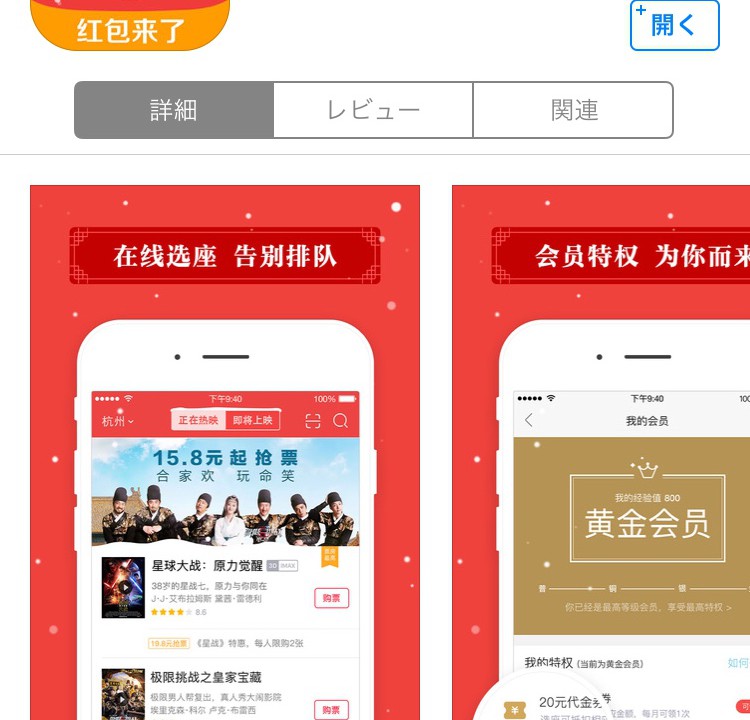 红包来了
開く
詳細
レビュー
関連
在线选座 告别排队
下午9:40
100%
杭州
正在热映
即将上映
15.8元起抢票
合家欢 玩命笑
星球大战：原力觉醒
3D IMAX
38岁的星战七，原力与你同在
J·J·艾布拉姆斯 黛茜·雷德利
8.6
购票
19.8元抢票
《星战》特惠，每人限购2张
极限挑战之皇家宝藏
极限男人帮复出，真人秀大闹影院
埃里克森·科尔 卢克·布雷西
购票
会员特权 为你而来
下午9:40
我的会员
我的经验值 800
黄金会员
普
铜
银
你已经是最高等级会员，享受最高特权 >
我的特权 (当前为黄金会员)
如何
20元代金券
每月可领1次